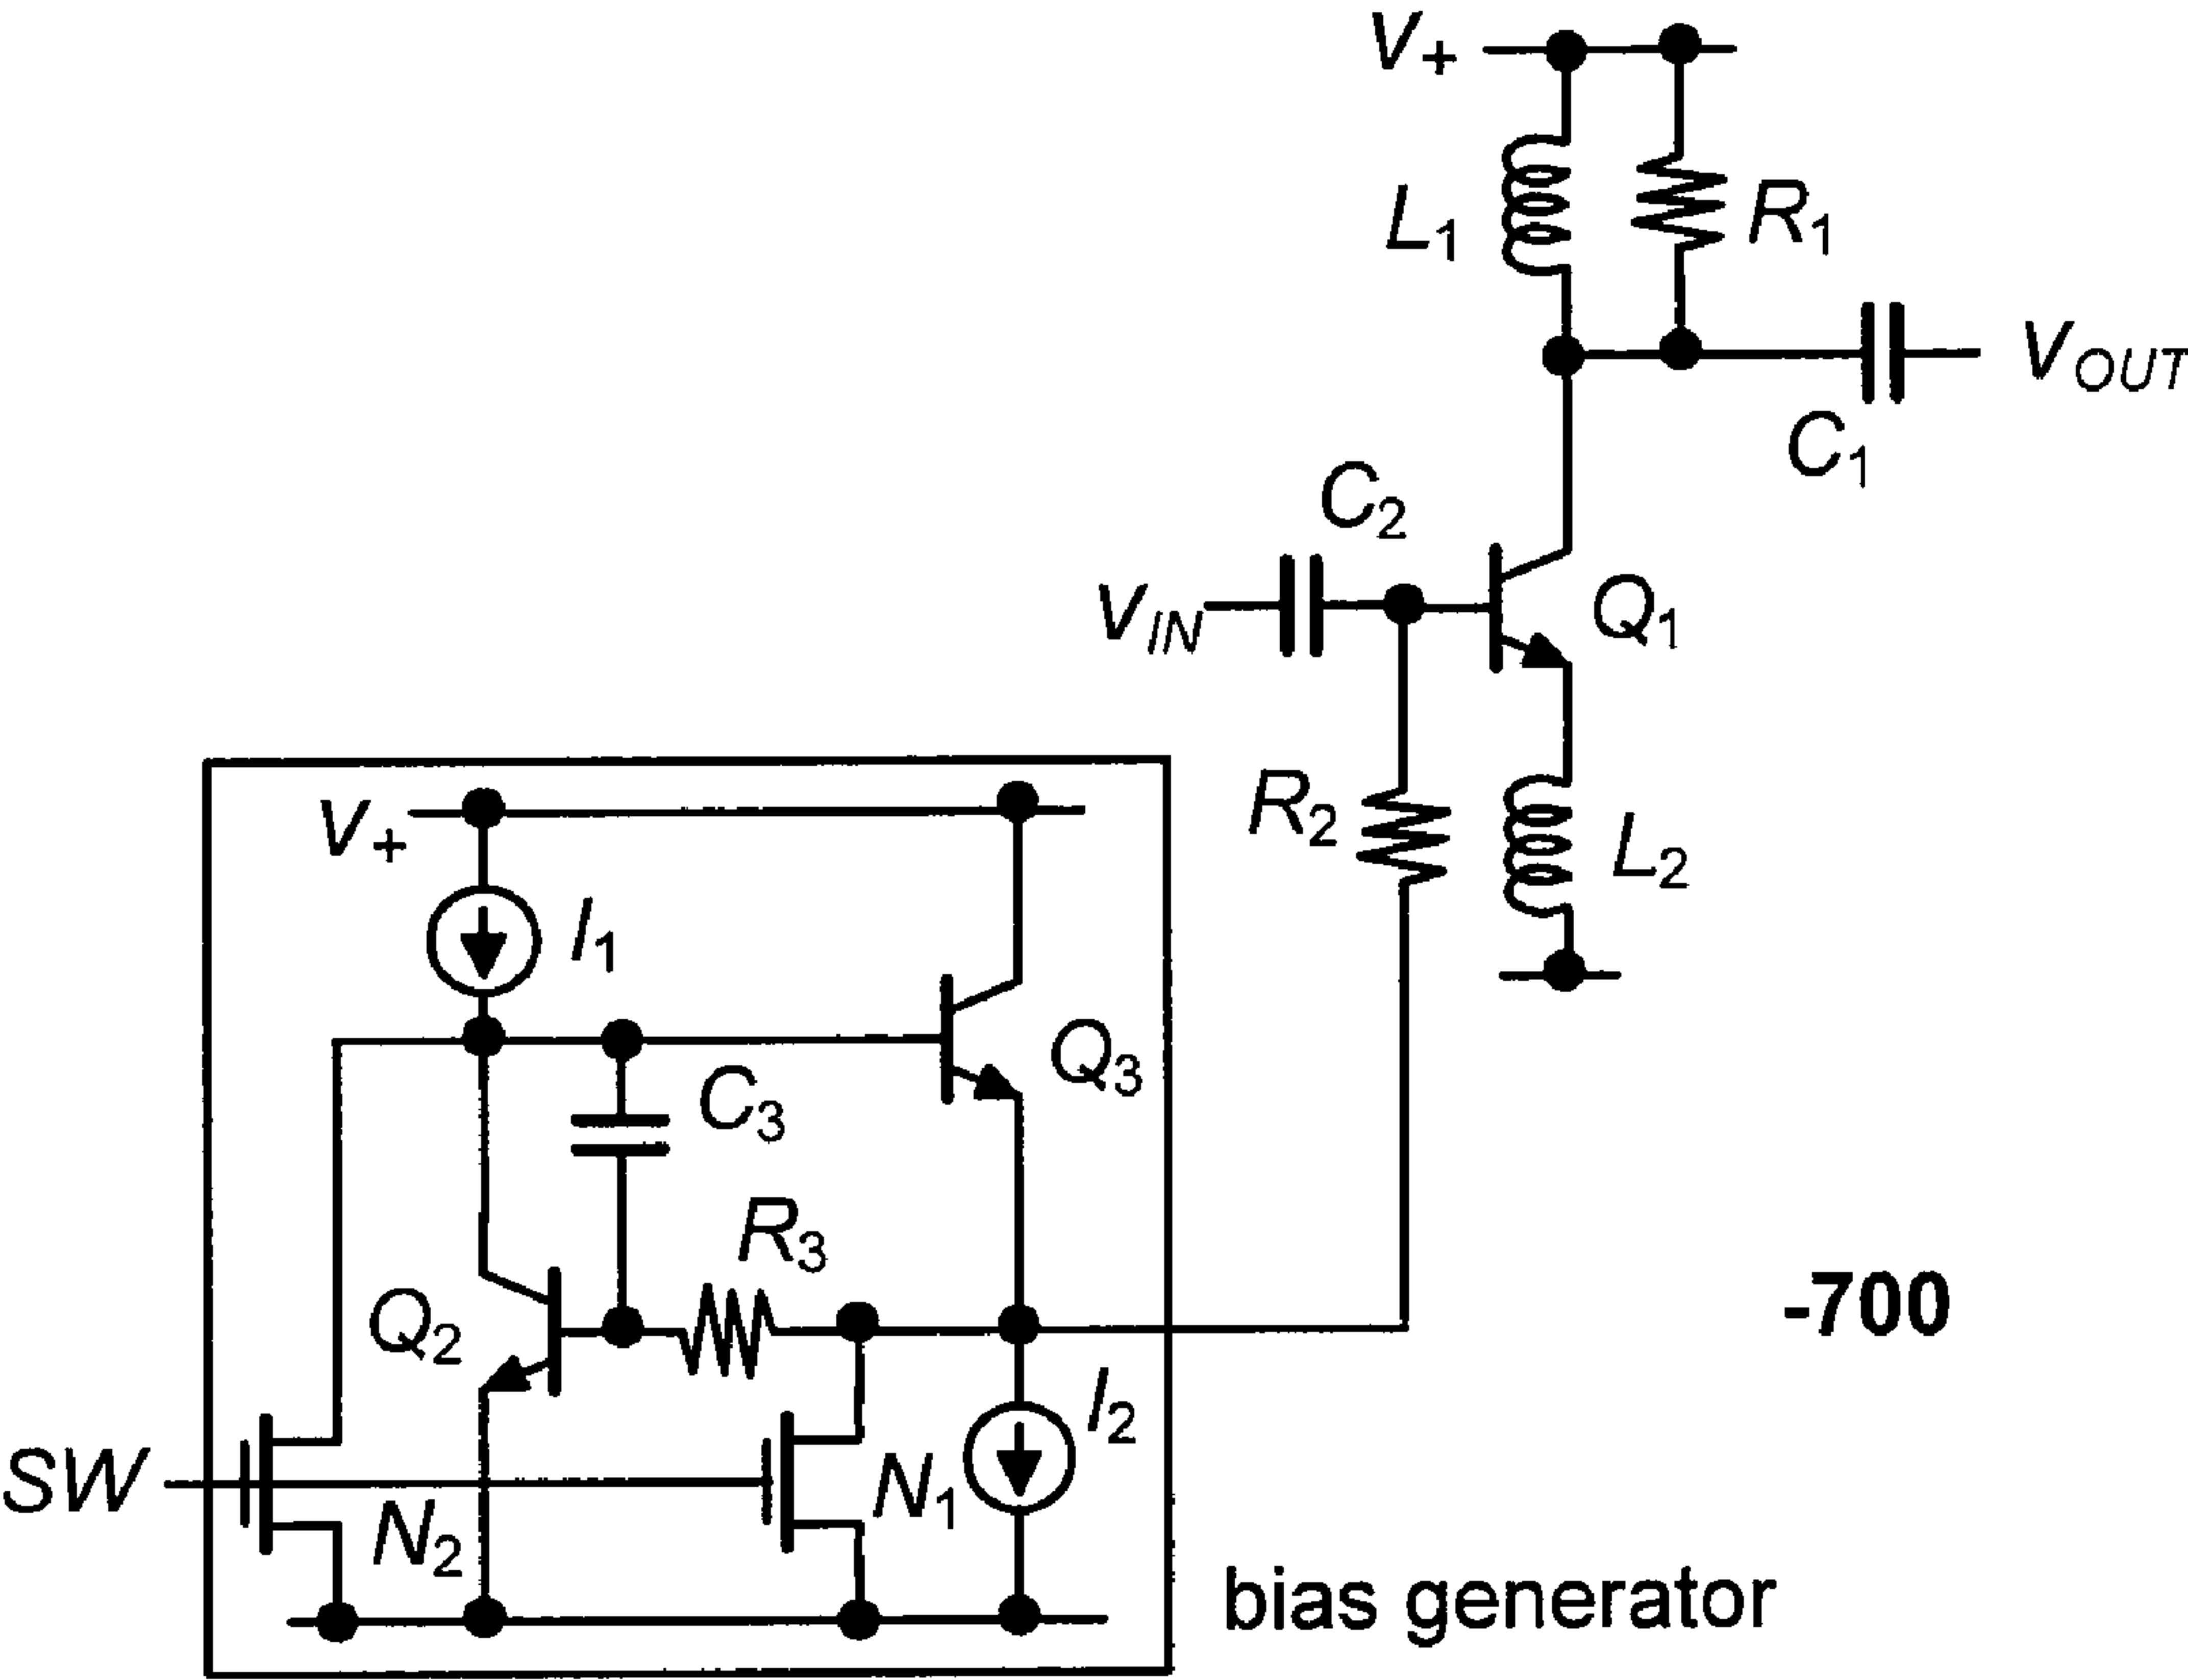 V+
L1
R1
VOUT
C1
C2
VIN
Q1
R2
L2
V+
I1
Q3
C3
R3
Q2
-700
I2
SW
N2
N1
bias generator